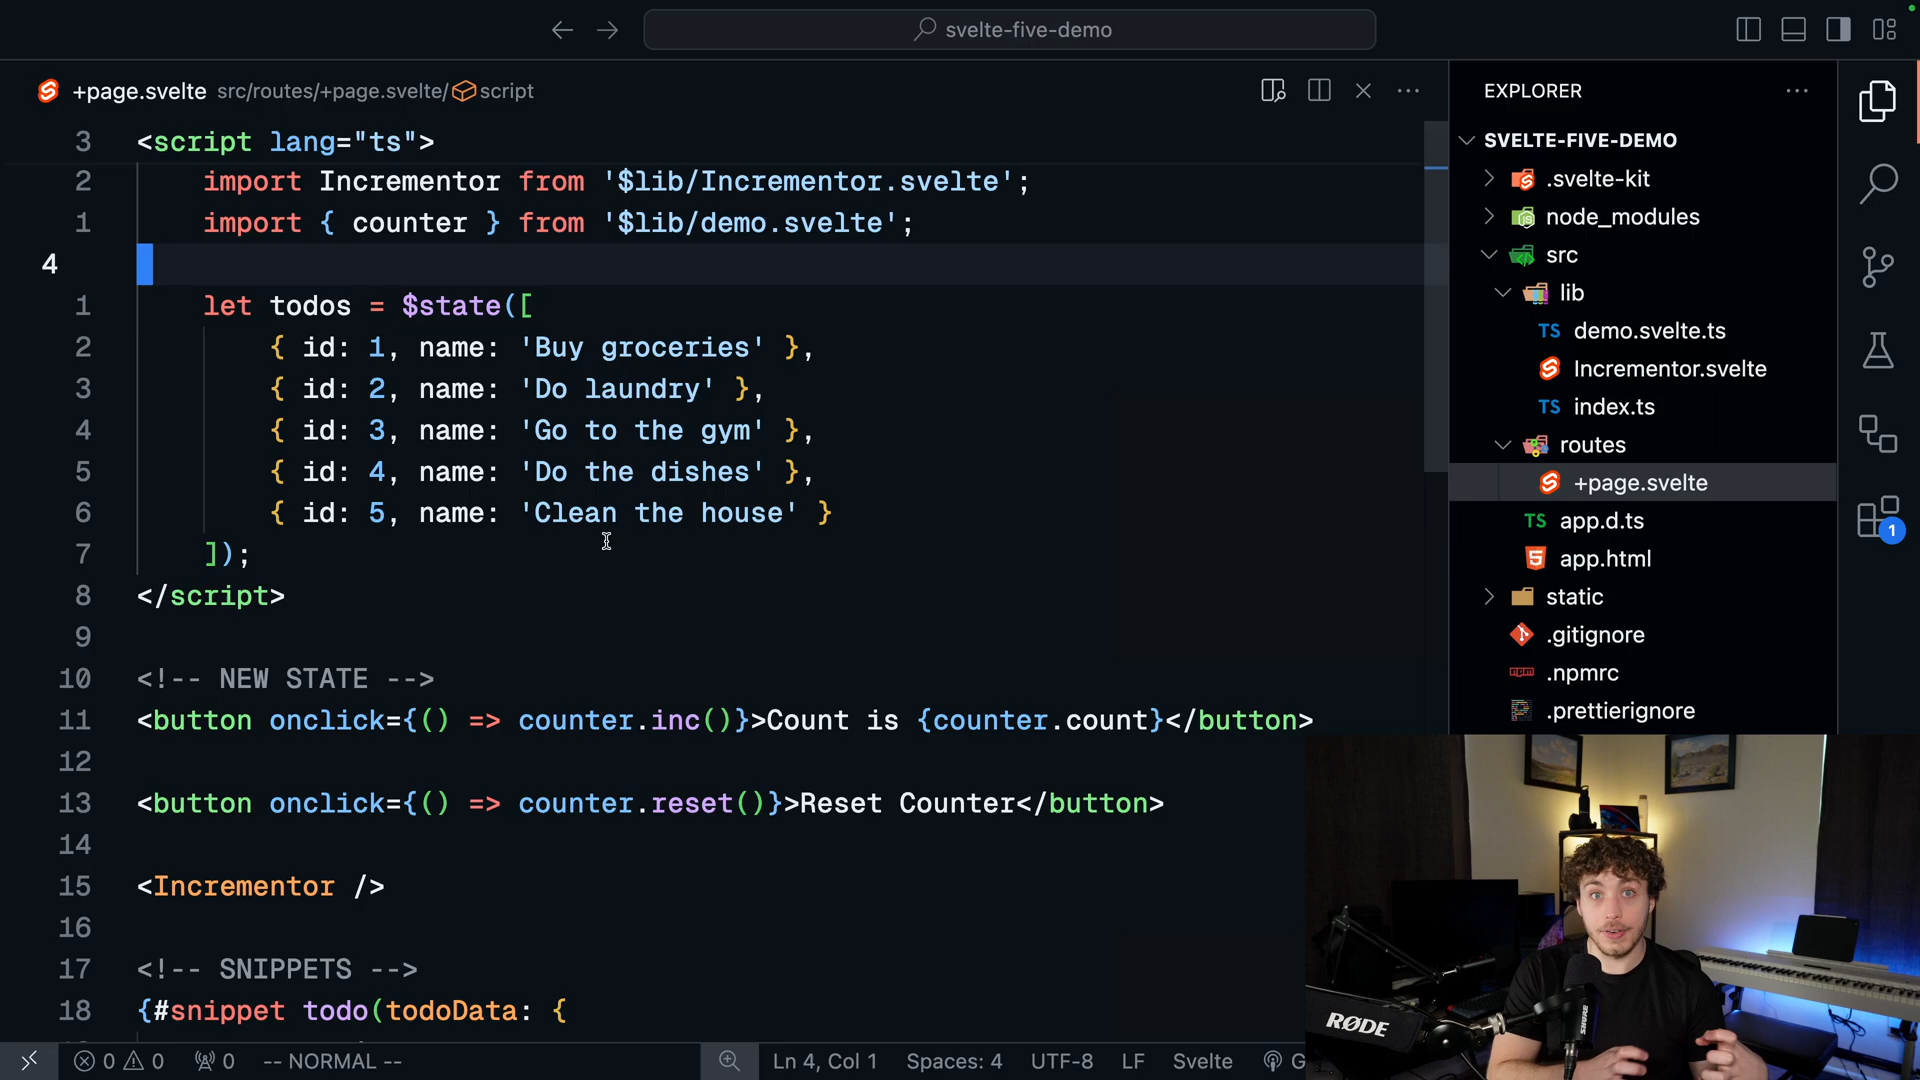 svelte-five-demo
+page.svelte src/routes/+page.svelte/ script
3 <script lang="ts">
2 import Incrementor from '$lib/Incrementor.svelte';
1 import { counter } from '$lib/demo.svelte';
4
1 let todos = $state([
2 { id: 1, name: 'Buy groceries' },
3 { id: 2, name: 'Do laundry' },
4 { id: 3, name: 'Go to the gym' },
5 { id: 4, name: 'Do the dishes' },
6 { id: 5, name: 'Clean the house' }
7 ]);
8 </script>
9
10 <!-- NEW STATE -->
11 <button onclick={() => counter.inc()}>Count is {counter.count}</button>
12
13 <button onclick={() => counter.reset()}>Reset Counter</button>
14
15 <Incrementor />
16
17 <!-- SNIPPETS -->
18 {#snippet todo(todoData: {
EXPLORER
SVELTE-FIVE-DEMO
.svelte-kit
node_modules
src
lib
TS demo.svelte.ts
Incrementor.svelte
TS index.ts
routes
+page.svelte
TS app.d.ts
app.html
static
.gitignore
npm .npmrc
.prettierignore
1
RØDE
SHURE
0 0 0 -- NORMAL -- Ln 4, Col 1 Spaces: 4 UTF-8 LF Svelte G